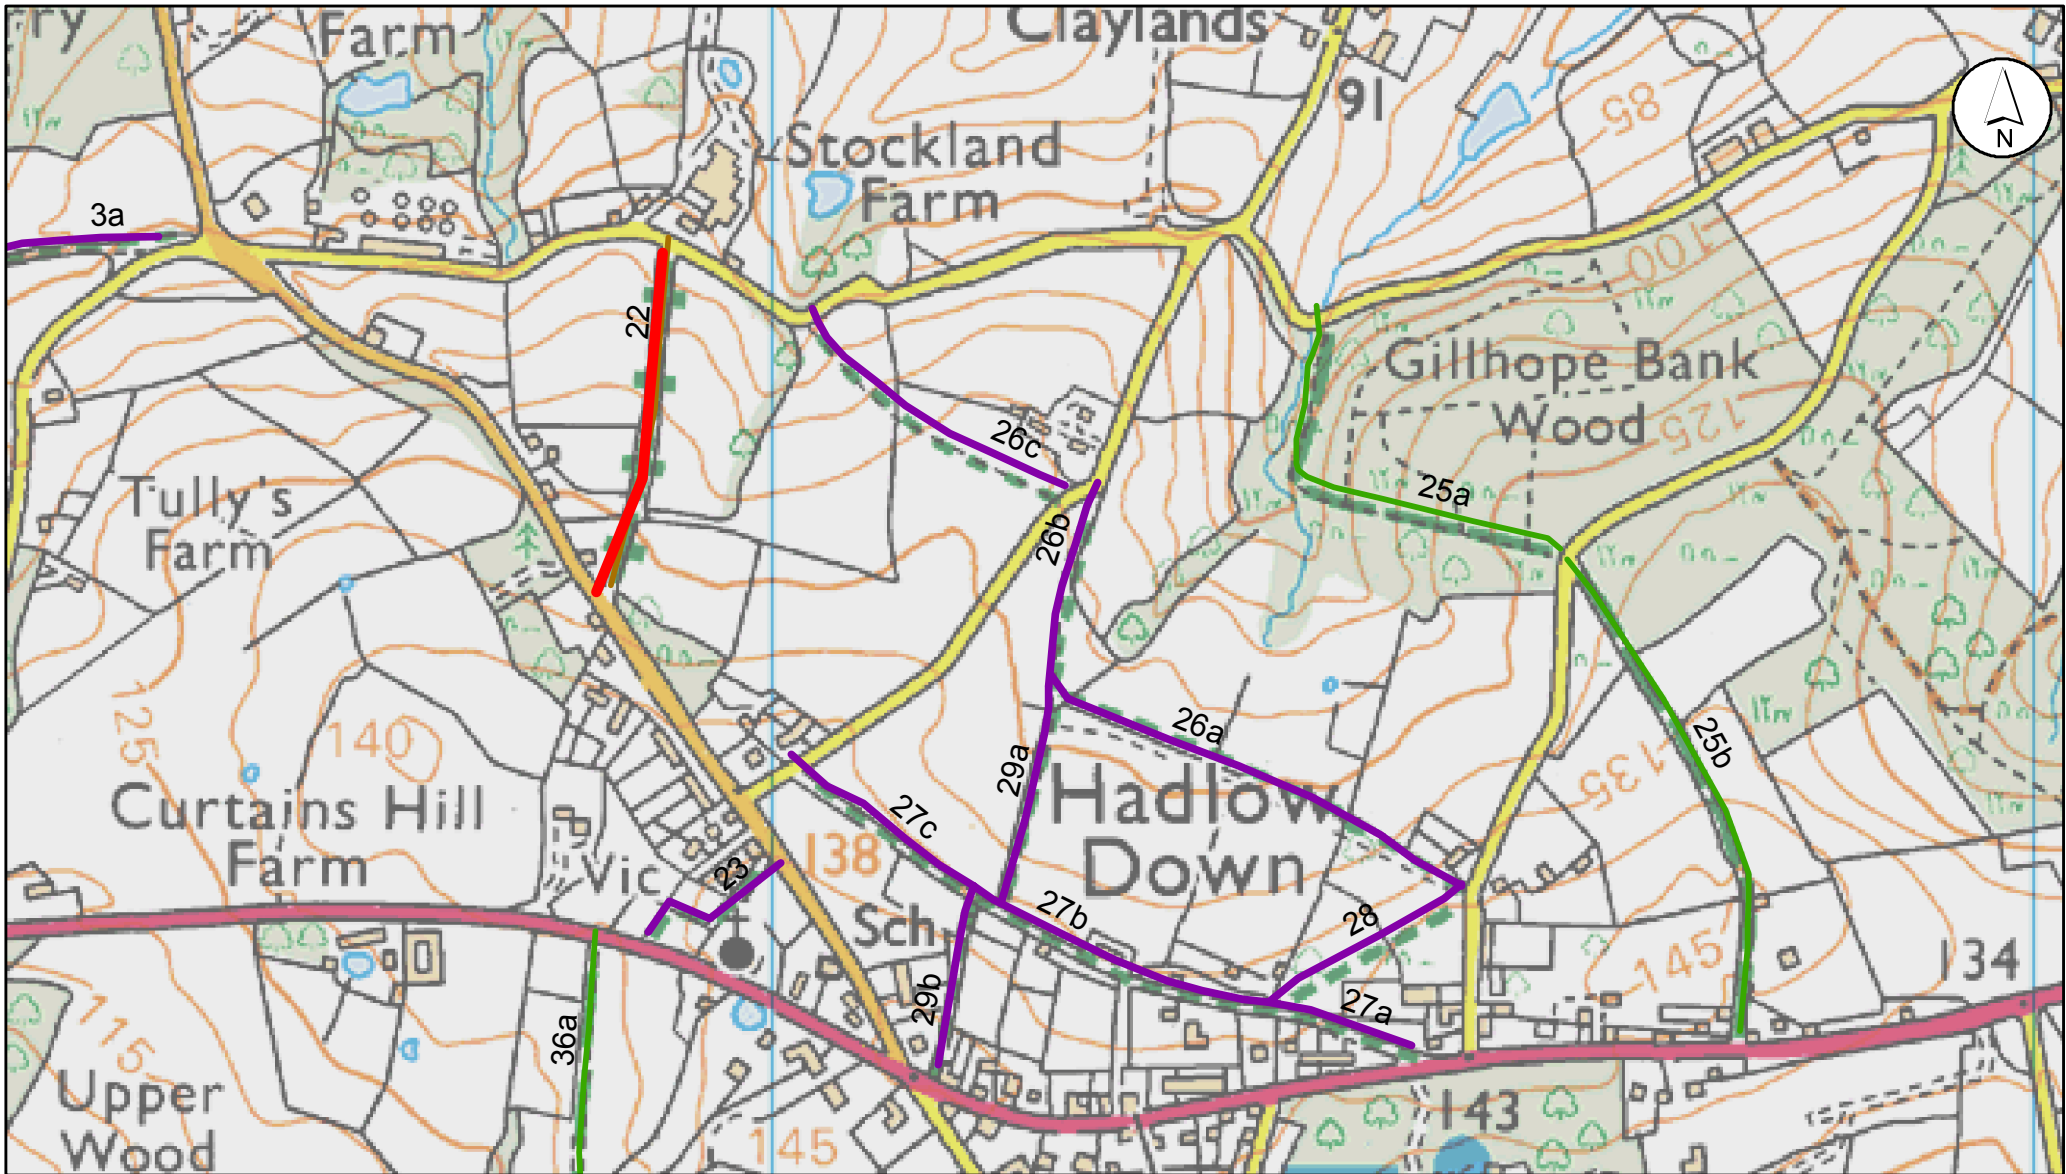 ry
Farm
Claylands
91
85
Stockland
Farm
N
3a
22
100
Gillhope Bank
Wood
125
26c
25a
Tully's
Farm
26b
125
140
26a
25b
29a
Hadlow
Down
135
Curtains Hill
Farm
27c
138
Vic
23
Sch
27b
28
145
134
29b
27a
36a
115
Upper
Wood
145
143